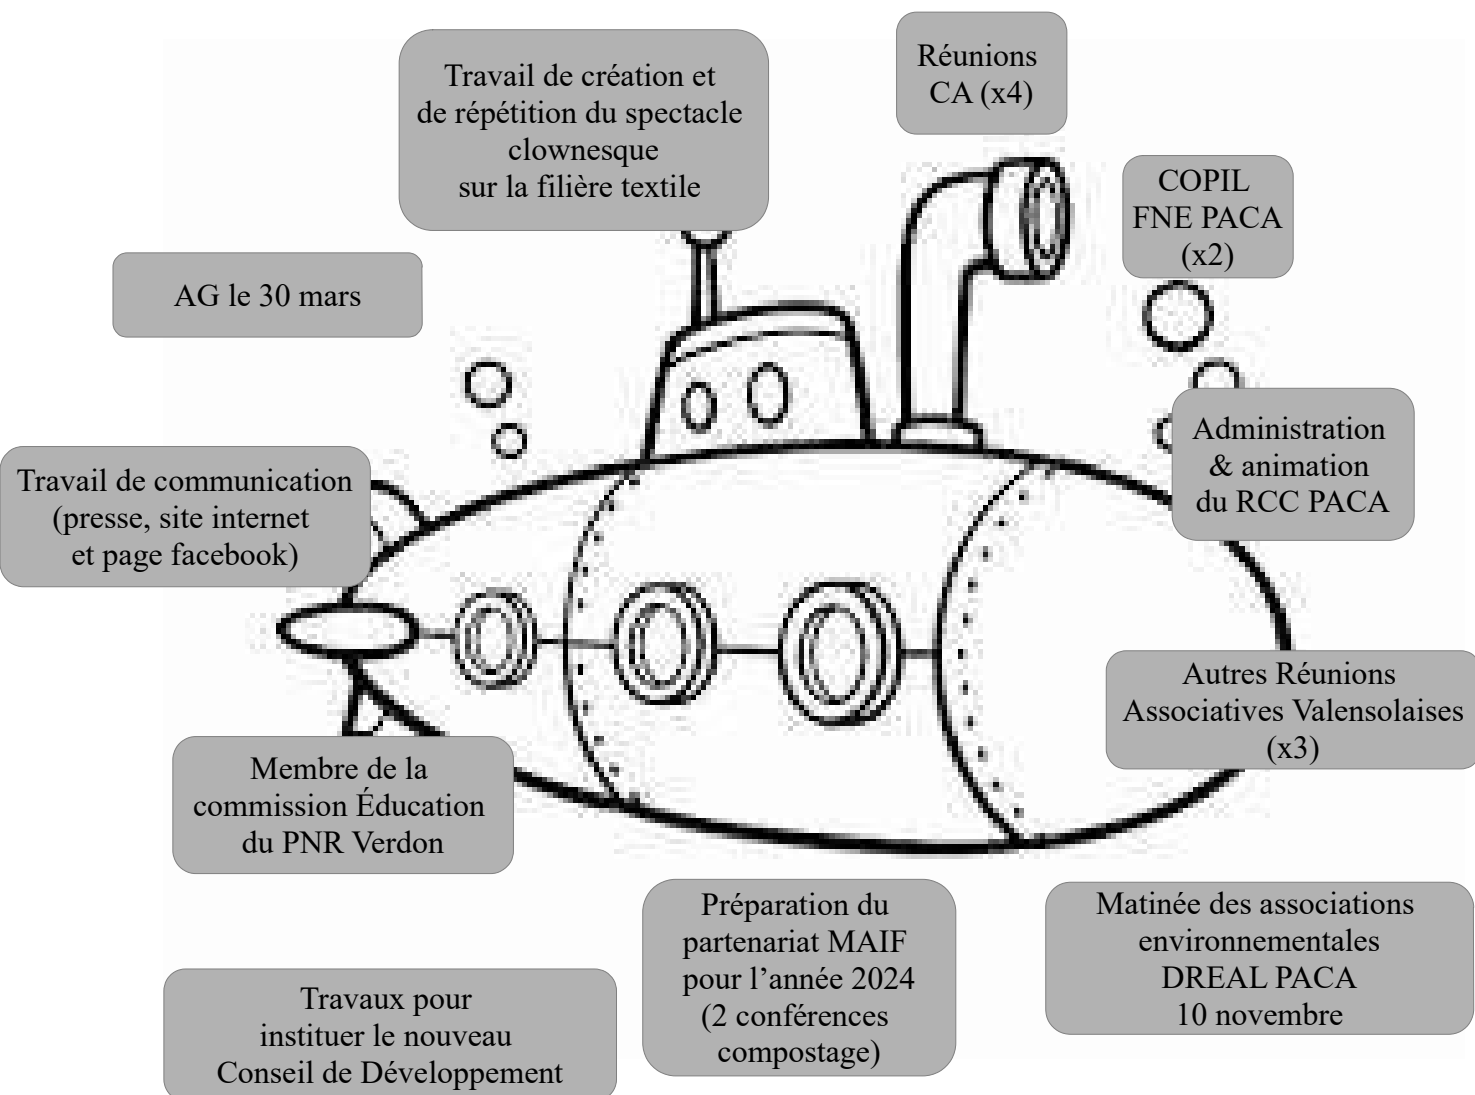 Travail de création et
de répétition du spectacle
clownesque
sur la filière textile
Réunions
CA (x4)
COPIL
FNE PACA
(x2)
AG le 30 mars
Administration
& animation
du RCC PACA
Travail de communication
(presse, site internet
et page facebook)
Autres Réunions
Associatives Valensolaises
(x3)
Membre de la
commission Éducation
du PNR Verdon
Préparation du
partenariat MAIF
pour l’année 2024
(2 conférences
compostage)
Matinée des associations
environnementales
DREAL PACA
10 novembre
Travaux pour
instituer le nouveau
Conseil de Développement